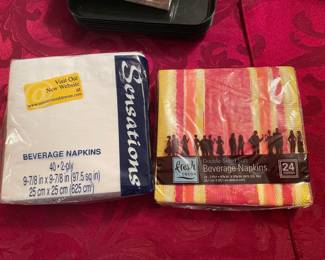 Visit Our
New Website
at
Sensations
BEVERAGE NAPKINS
40 • 2-ply
9-7/8 in x 9-7/8 in (97.5 sq in)
25 cm x 25 cm (625 cm²)
fresh
Beverage Napkins
24